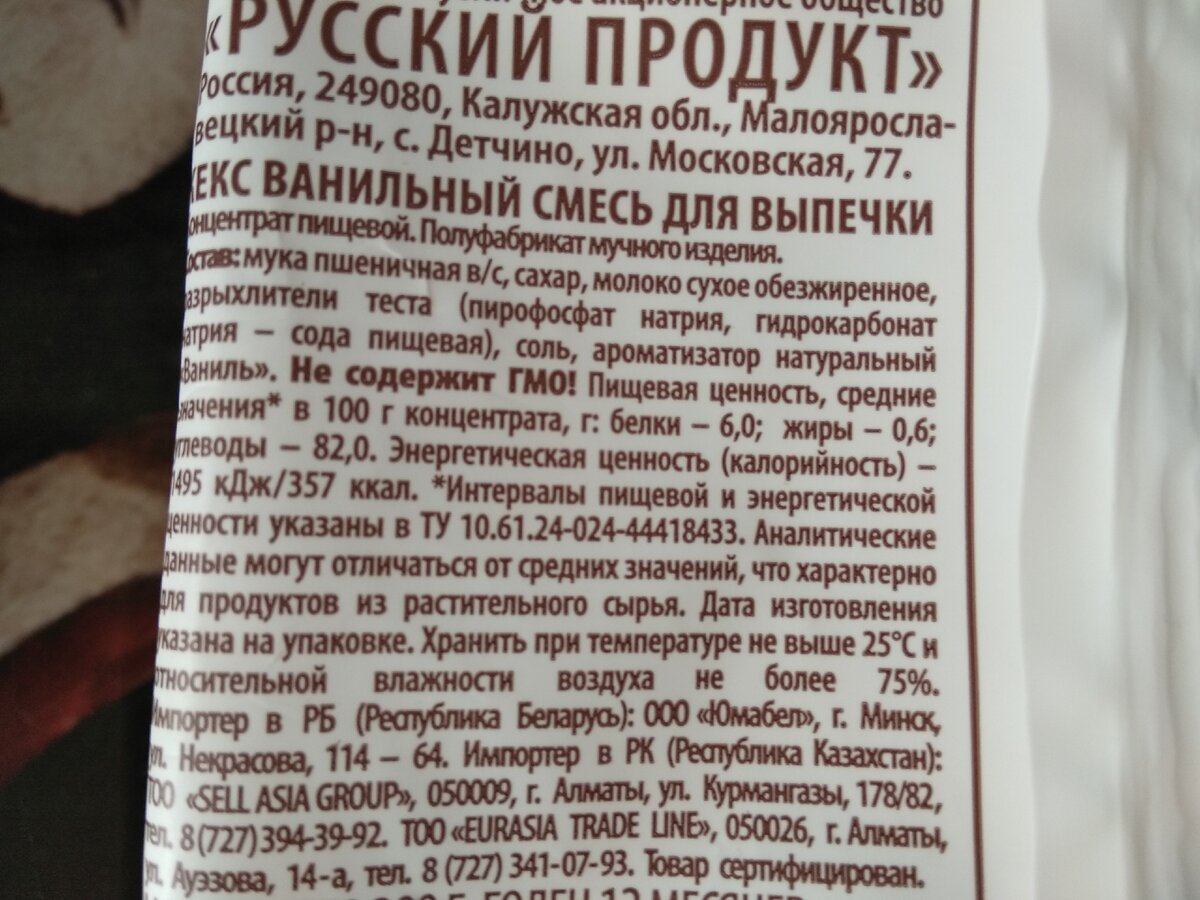 акционерное общество
«РУССКИЙ ПРОДУКТ»
Россия, 249080, Калужская обл., Малояросла-
вецкий р-н, с. Детчино, ул. Московская, 77.
КЕКС ВАНИЛЬНЫЙ СМЕСЬ ДЛЯ ВЫПЕЧКИ
Концентрат пищевой. Полуфабрикат мучного изделия.
Состав: мука пшеничная в/с, сахар, молоко сухое обезжиренное,
разрыхлители теста (пирофосфат натрия, гидрокарбонат
натрия – сода пищевая), соль, ароматизатор натуральный
«Ваниль». Не содержит ГМО! Пищевая ценность, средние
значения* в 100 г концентрата, г: белки – 6,0; жиры – 0,6;
углеводы – 82,0. Энергетическая ценность (калорийность) –
1495 кДж/357 ккал. *Интервалы пищевой и энергетической
ценности указаны в ТУ 10.61.24-024-44418433. Аналитические
данные могут отличаться от средних значений, что характерно
для продуктов из растительного сырья. Дата изготовления
указана на упаковке. Хранить при температуре не выше 25°С и
относительной влажности воздуха не более 75%.
Импортер в РБ (Республика Беларусь): ООО «Юмабел», г. Минск,
ул. Некрасова, 114 – 64. Импортер в РК (Республика Казахстан):
ТОО «SELL ASIA GROUP», 050009, г. Алматы, ул. Курмангазы, 178/82,
тел. 8 (727) 394-39-92. ТОО «EURASIA TRADE LINE», 050026, г. Алматы,
ул. Ауэзова, 14-а, тел. 8 (727) 341-07-93. Товар сертифицирован.
ГОДЕН 12 МЕСЯЦЕВ